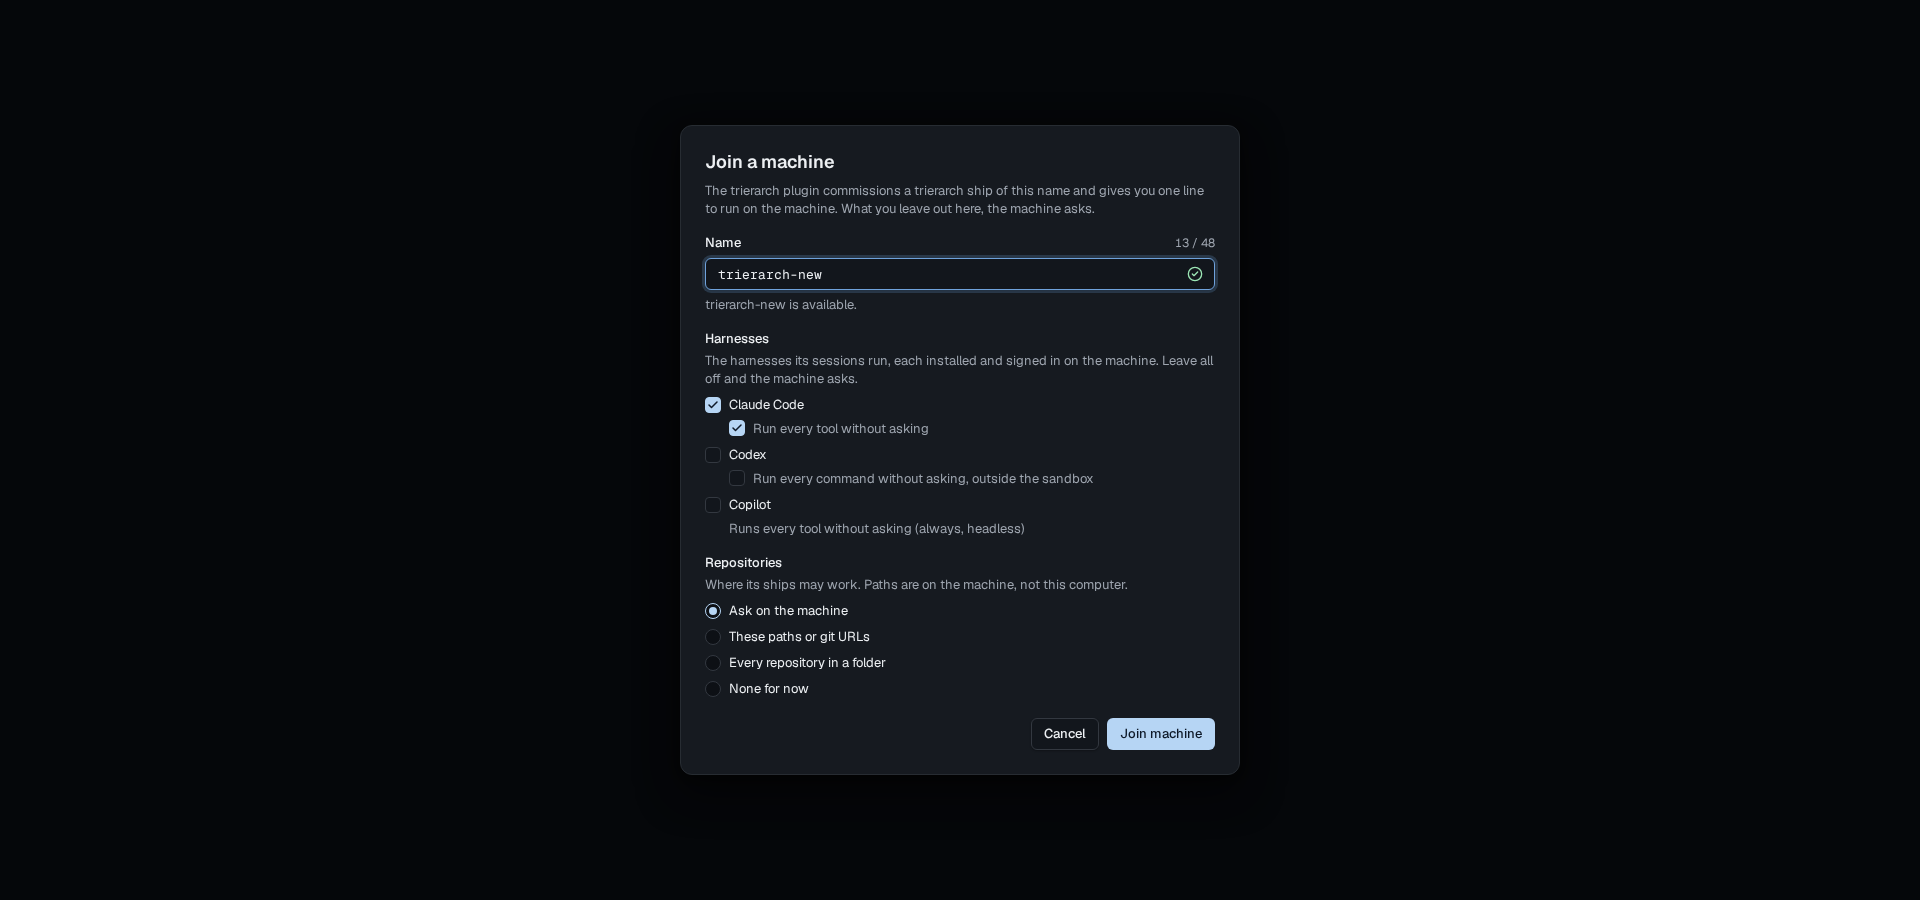 Join a machine
The trierarch plugin commissions a trierarch ship of this name and gives you one line
to run on the machine. What you leave out here, the machine asks.
Name
13 / 48
trierarch-new
trierarch-new is available.
Harnesses
The harnesses its sessions run, each installed and signed in on the machine. Leave all
off and the machine asks.
Claude Code
Run every tool without asking
Codex
Run every command without asking, outside the sandbox
Copilot
Runs every tool without asking (always, headless)
Repositories
Where its ships may work. Paths are on the machine, not this computer.
Ask on the machine
These paths or git URLs
Every repository in a folder
None for now
Cancel
Join machine